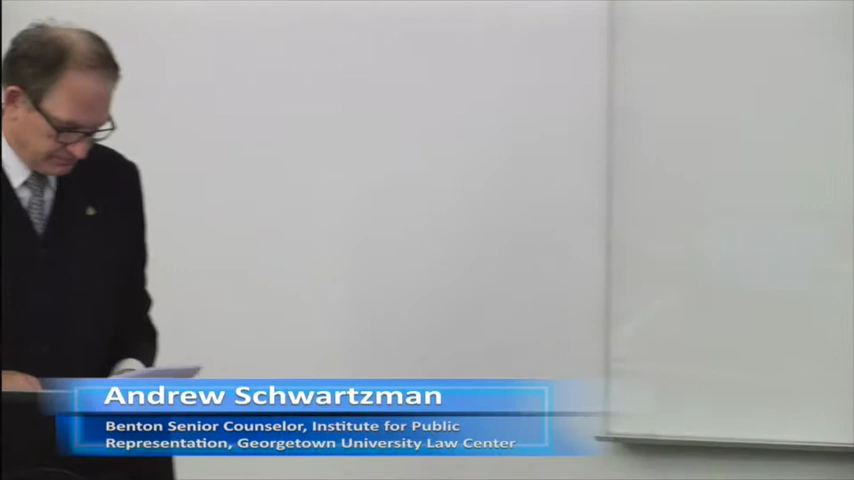 Andrew Schwartzman
Benton Senior Counselor, Institute for Public
Representation, Georgetown University Law Center